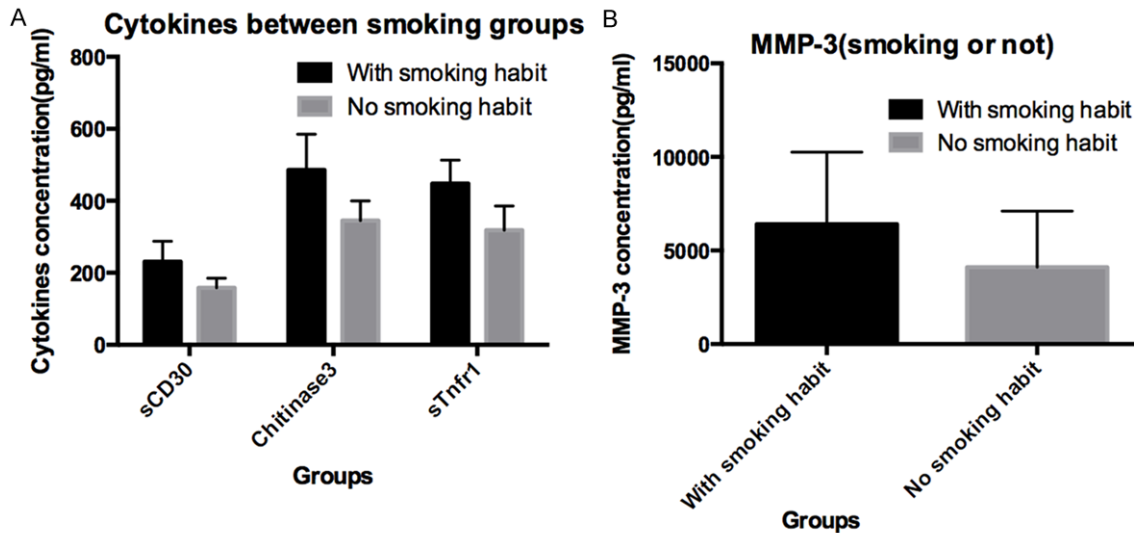 A
Cytokines between smoking groups
Cytokines concentration(pg/ml)
800
600
400
200
0
With smoking habit
No smoking habit
sCD30
Chitinase3
sTnfr1
Groups
B
MMP-3(smoking or not)
MMP-3 concentration(pg/ml)
15000
10000
5000
0
With smoking habit
No smoking habit
With smoking habit
No smoking habit
Groups